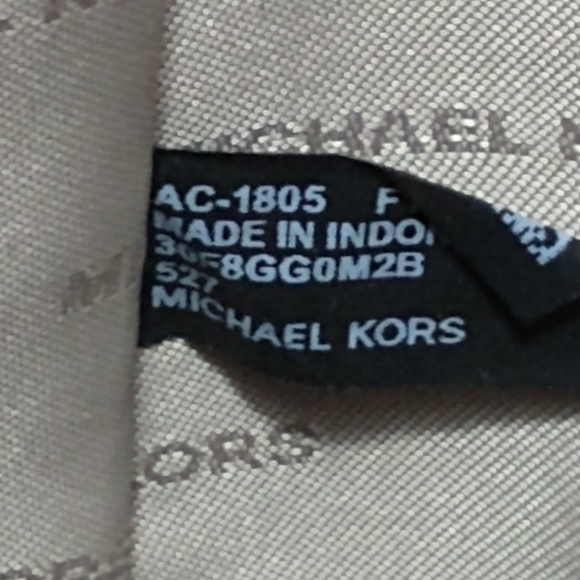 MICHAEL
AC-1805 F
MADE IN INDO
30F8GG0M2B
527
MICHAEL KORS
KORS